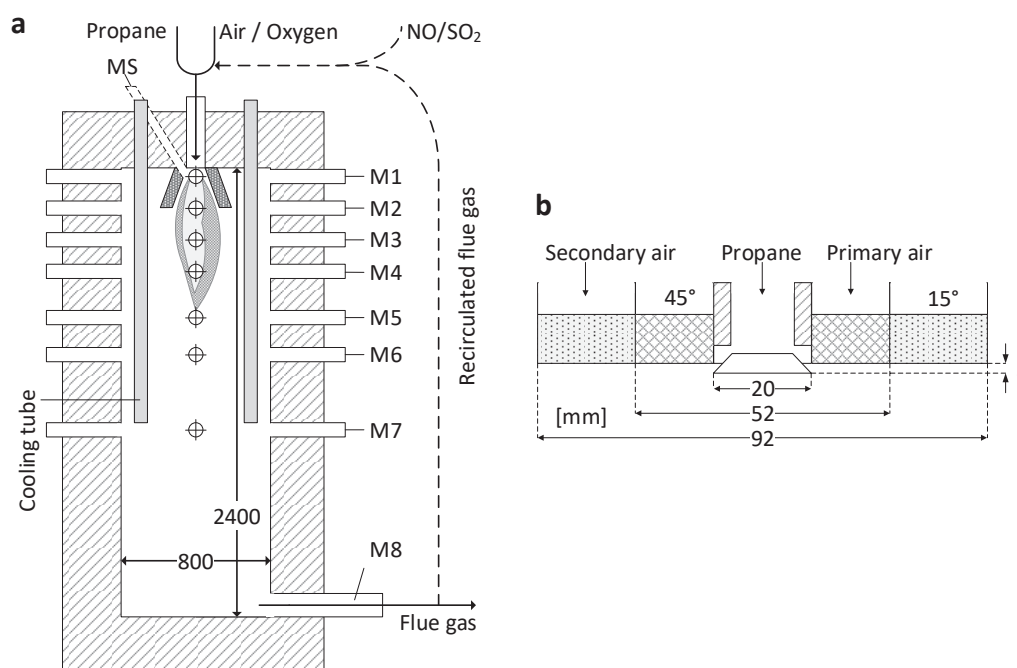 a
Propane
Air / Oxygen
NO/SO₂
MS
M1
M2
M3
M4
M5
M6
M7
M8
Cooling tube
Recirculated flue gas
2400
800
Flue gas
b
Secondary air
Propane
Primary air
45°
15°
20
52
92
[mm]